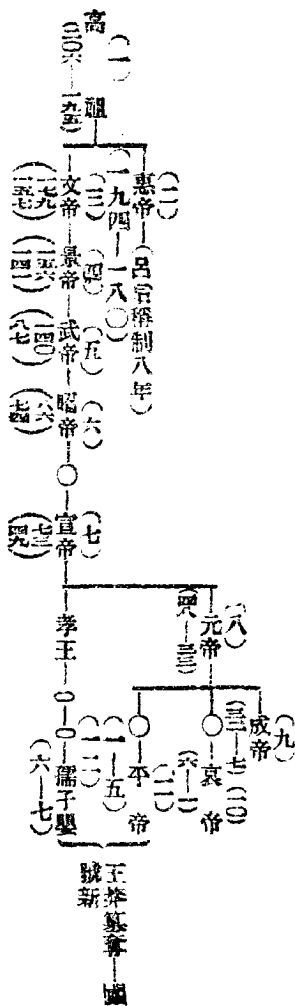 高祖
(一)
(二〇六—一九五)
惠帝—(呂后稱制八年)
(二)
(一九四—一八〇)
文帝
(三)
(一七九—一五七)
景帝
(四)
(一五六—一四一)
武帝
(五)
(一四〇—八七)
昭帝
(六)
(八六—七四)
〇
宣帝
(七)
(七三—四九)
元帝
(八)
(四八—三三)
成帝
(九)
(三二—七)
〇
哀帝
(一〇)
(六—一)
〇
平帝
(一一)
(一—五)
孝王
〇
〇
孺子嬰
(一二)
(六—七)
王莽篡奪—國號新